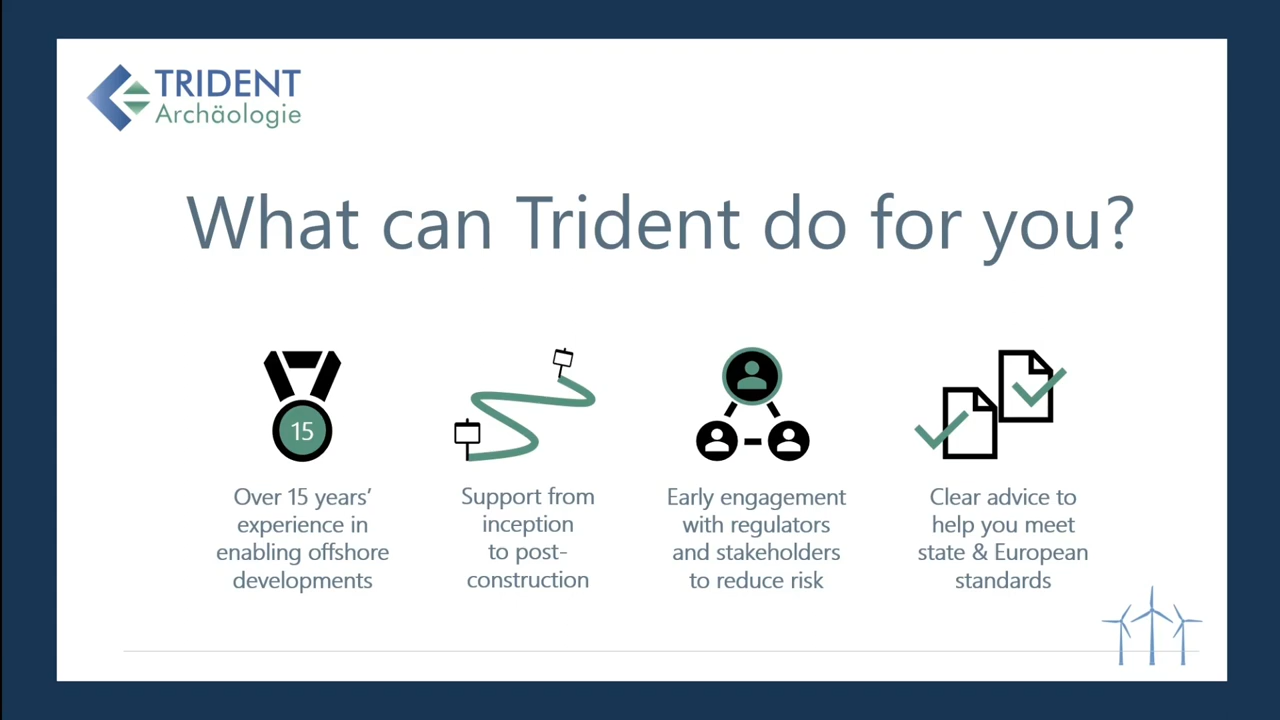 TRIDENT
Archäologie
What can Trident do for you?
15
Over 15 years’
experience in
enabling offshore
developments
Support from
inception
to post-
construction
Early engagement
with regulators
and stakeholders
to reduce risk
Clear advice to
help you meet
state & European
standards